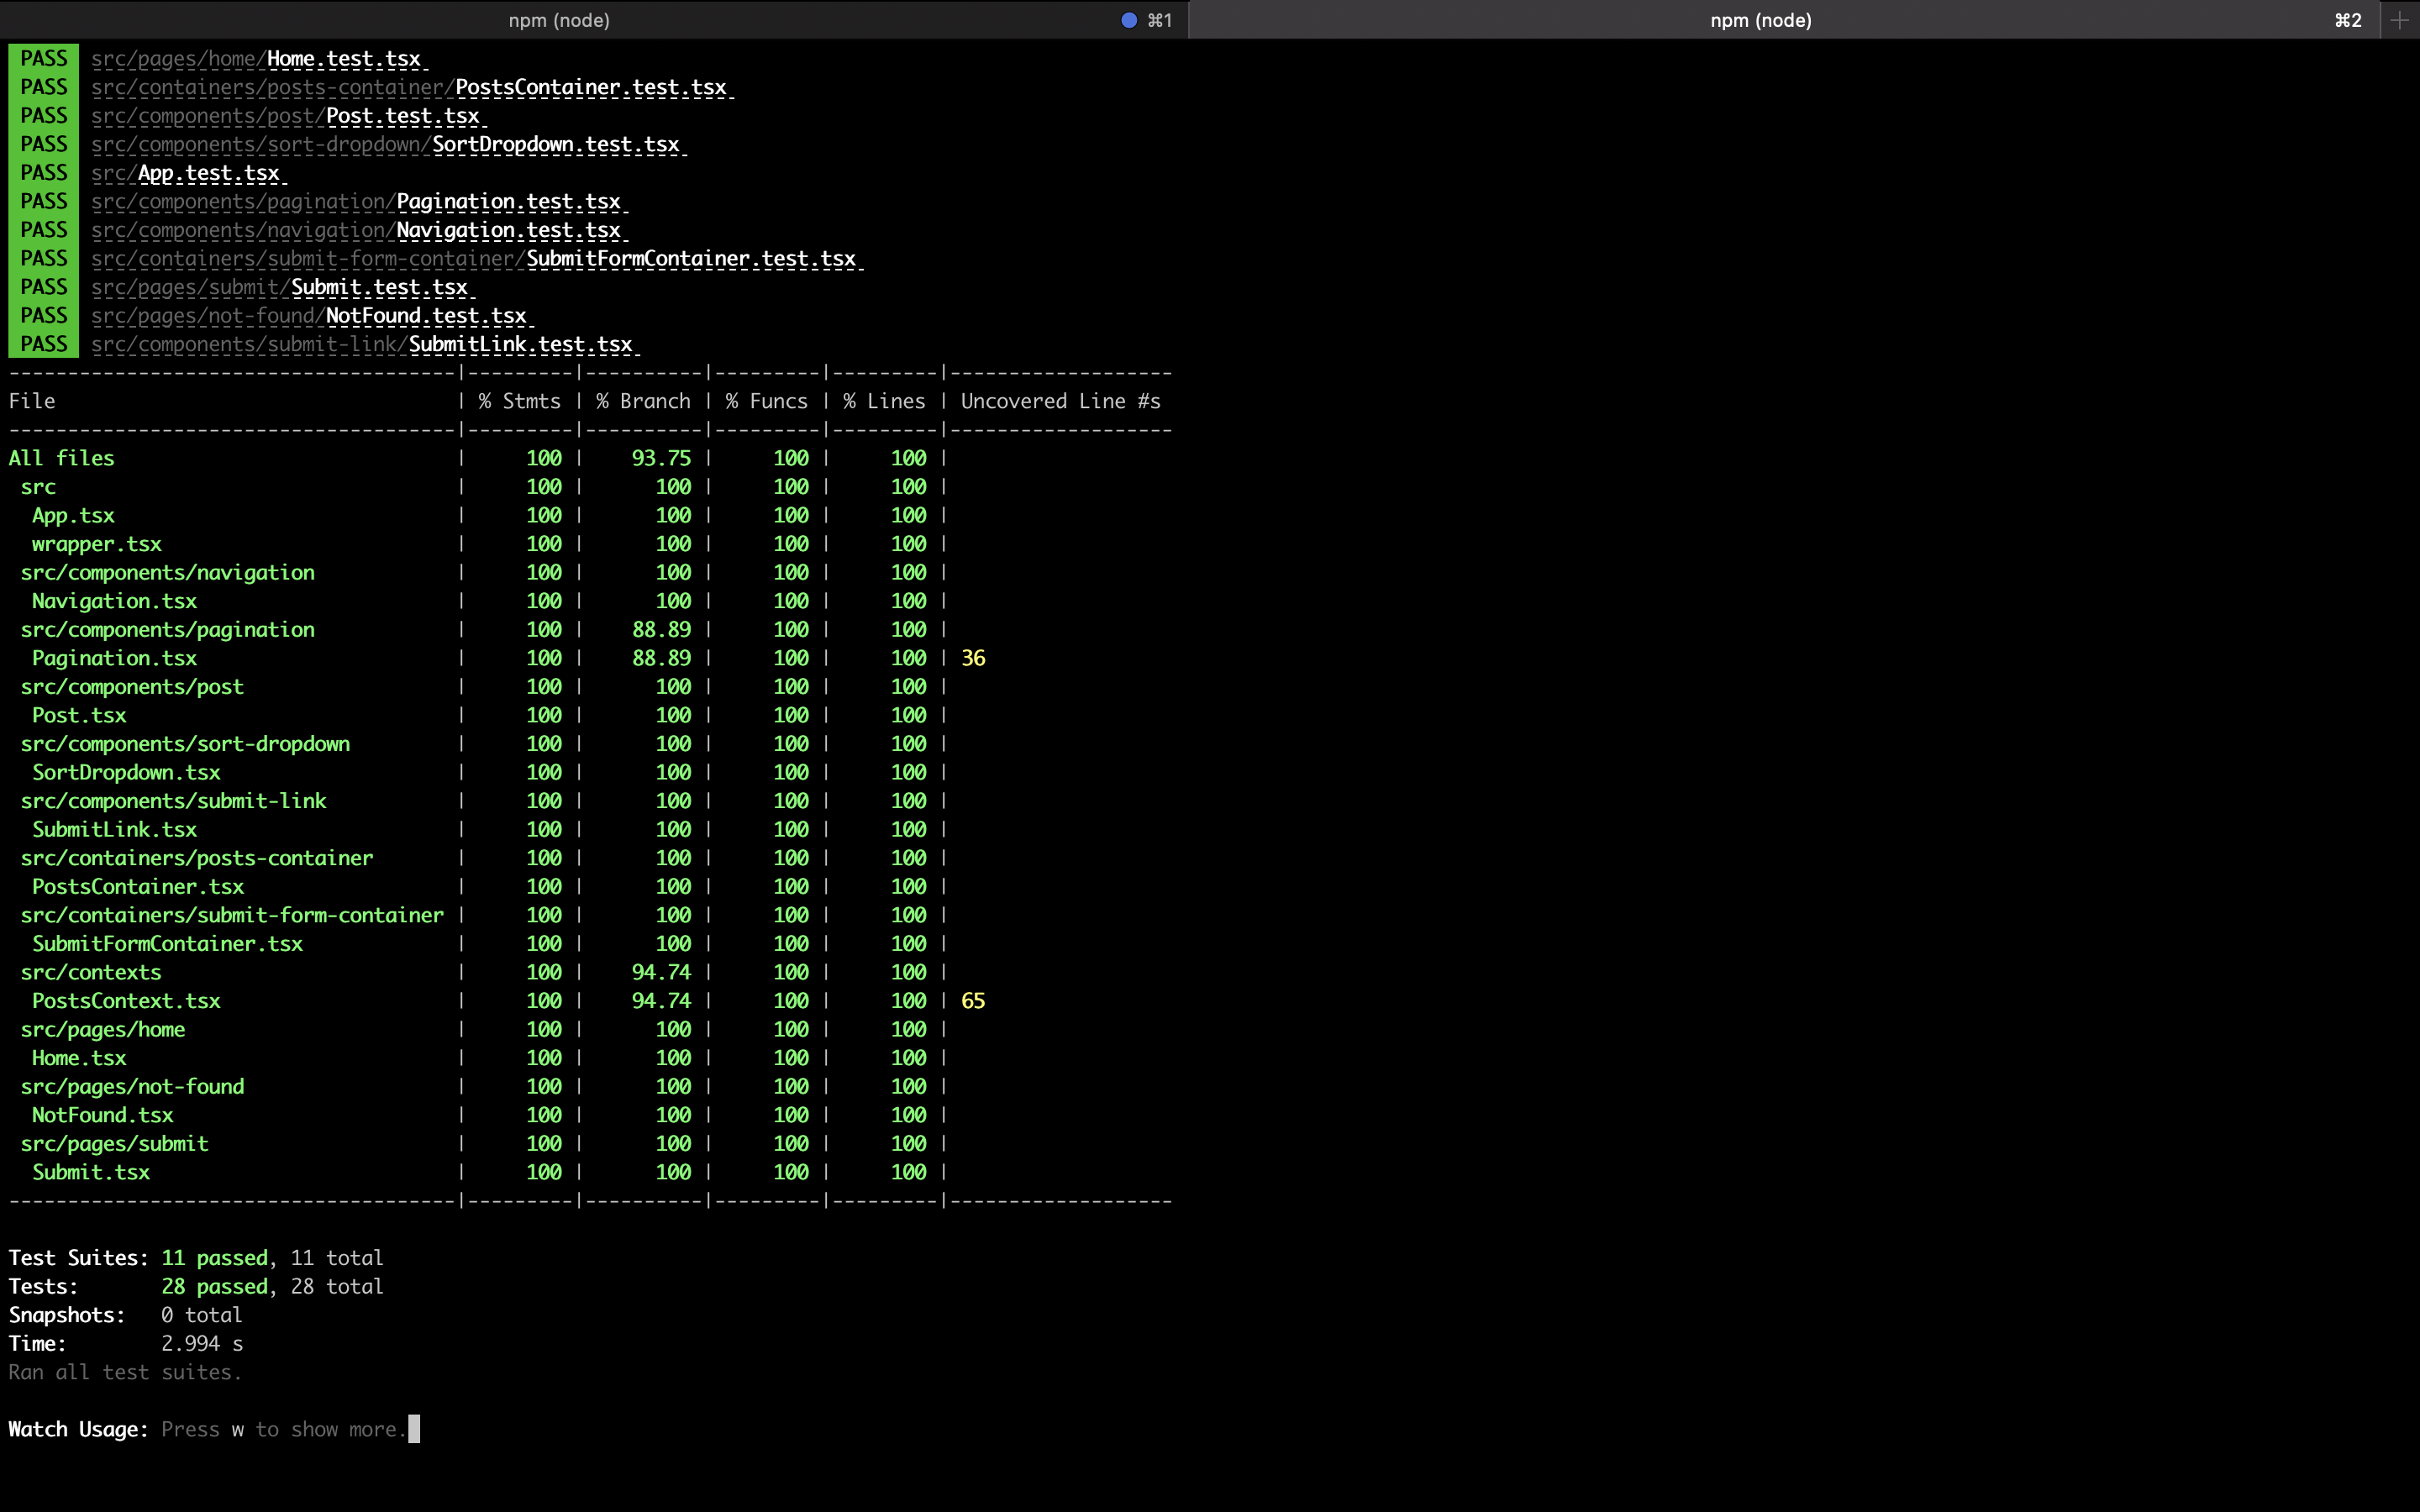 npm (node) ⌘1 npm (node) ⌘2 +
PASS src/pages/home/Home.test.tsx
PASS src/containers/posts-container/PostsContainer.test.tsx
PASS src/components/post/Post.test.tsx
PASS src/components/sort-dropdown/SortDropdown.test.tsx
PASS src/App.test.tsx
PASS src/components/pagination/Pagination.test.tsx
PASS src/components/navigation/Navigation.test.tsx
PASS src/containers/submit-form-container/SubmitFormContainer.test.tsx
PASS src/pages/submit/Submit.test.tsx
PASS src/pages/not-found/NotFound.test.tsx
PASS src/components/submit-link/SubmitLink.test.tsx
--------------------------------------|---------|----------|---------|---------|-------------------
File | % Stmts | % Branch | % Funcs | % Lines | Uncovered Line #s
--------------------------------------|---------|----------|---------|---------|-------------------
All files | 100 | 93.75 | 100 | 100 |
src | 100 | 100 | 100 | 100 |
App.tsx | 100 | 100 | 100 | 100 |
wrapper.tsx | 100 | 100 | 100 | 100 |
src/components/navigation | 100 | 100 | 100 | 100 |
Navigation.tsx | 100 | 100 | 100 | 100 |
src/components/pagination | 100 | 88.89 | 100 | 100 |
Pagination.tsx | 100 | 88.89 | 100 | 100 | 36
src/components/post | 100 | 100 | 100 | 100 |
Post.tsx | 100 | 100 | 100 | 100 |
src/components/sort-dropdown | 100 | 100 | 100 | 100 |
SortDropdown.tsx | 100 | 100 | 100 | 100 |
src/components/submit-link | 100 | 100 | 100 | 100 |
SubmitLink.tsx | 100 | 100 | 100 | 100 |
src/containers/posts-container | 100 | 100 | 100 | 100 |
PostsContainer.tsx | 100 | 100 | 100 | 100 |
src/containers/submit-form-container | 100 | 100 | 100 | 100 |
SubmitFormContainer.tsx | 100 | 100 | 100 | 100 |
src/contexts | 100 | 94.74 | 100 | 100 |
PostsContext.tsx | 100 | 94.74 | 100 | 100 | 65
src/pages/home | 100 | 100 | 100 | 100 |
Home.tsx | 100 | 100 | 100 | 100 |
src/pages/not-found | 100 | 100 | 100 | 100 |
NotFound.tsx | 100 | 100 | 100 | 100 |
src/pages/submit | 100 | 100 | 100 | 100 |
Submit.tsx | 100 | 100 | 100 | 100 |
--------------------------------------|---------|----------|---------|---------|-------------------
Test Suites: 11 passed, 11 total
Tests: 28 passed, 28 total
Snapshots: 0 total
Time: 2.994 s
Ran all test suites.
Watch Usage: Press w to show more.